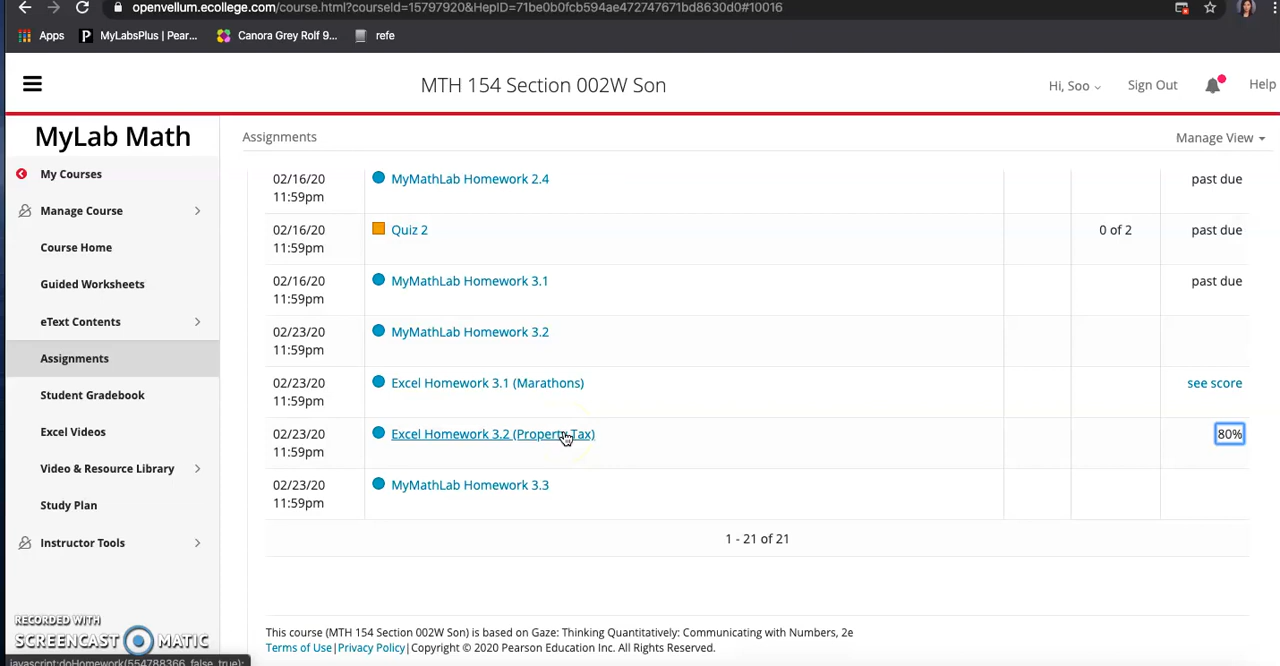 openvellum.ecollege.com/course.html?courseId=15797920&HepID=71be0b0fcb594ae472747671bd8630d0#10016
Apps
P MyLabsPlus | Pear...
Canora Grey Rolf 9...
refe
MTH 154 Section 002W Son
Hi, Soo
Sign Out
Help
MyLab Math
Assignments
Manage View
My Courses
Manage Course
Course Home
Guided Worksheets
eText Contents
Assignments
Student Gradebook
Excel Videos
Video & Resource Library
Study Plan
Instructor Tools
02/16/20 MyMathLab Homework 2.4 past due
11:59pm
02/16/20 Quiz 2 0 of 2 past due
11:59pm
02/16/20 MyMathLab Homework 3.1 past due
11:59pm
02/23/20 MyMathLab Homework 3.2
11:59pm
02/23/20 Excel Homework 3.1 (Marathons) see score
11:59pm
02/23/20 Excel Homework 3.2 (Property Tax) 80%
11:59pm
02/23/20 MyMathLab Homework 3.3
11:59pm
1 - 21 of 21
This course (MTH 154 Section 002W Son) is based on Gaze: Thinking Quantitatively: Communicating with Numbers, 2e
Terms of Use|Privacy Policy|Copyright © 2020 Pearson Education Inc. All Rights Reserved.
RECORDED WITH
SCREENCAST MATIC
javascript:doHomework(554788366, false, true);